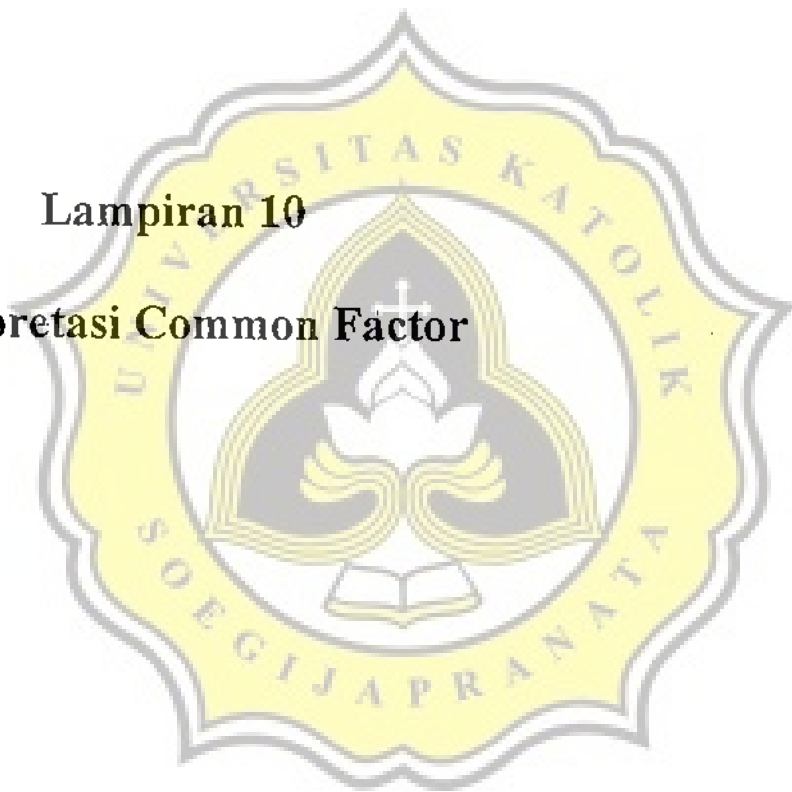 Lampiran 10
pretasi Common Factor
UNIVERSITAS KATOLIK
SOEGIJAPRANATA